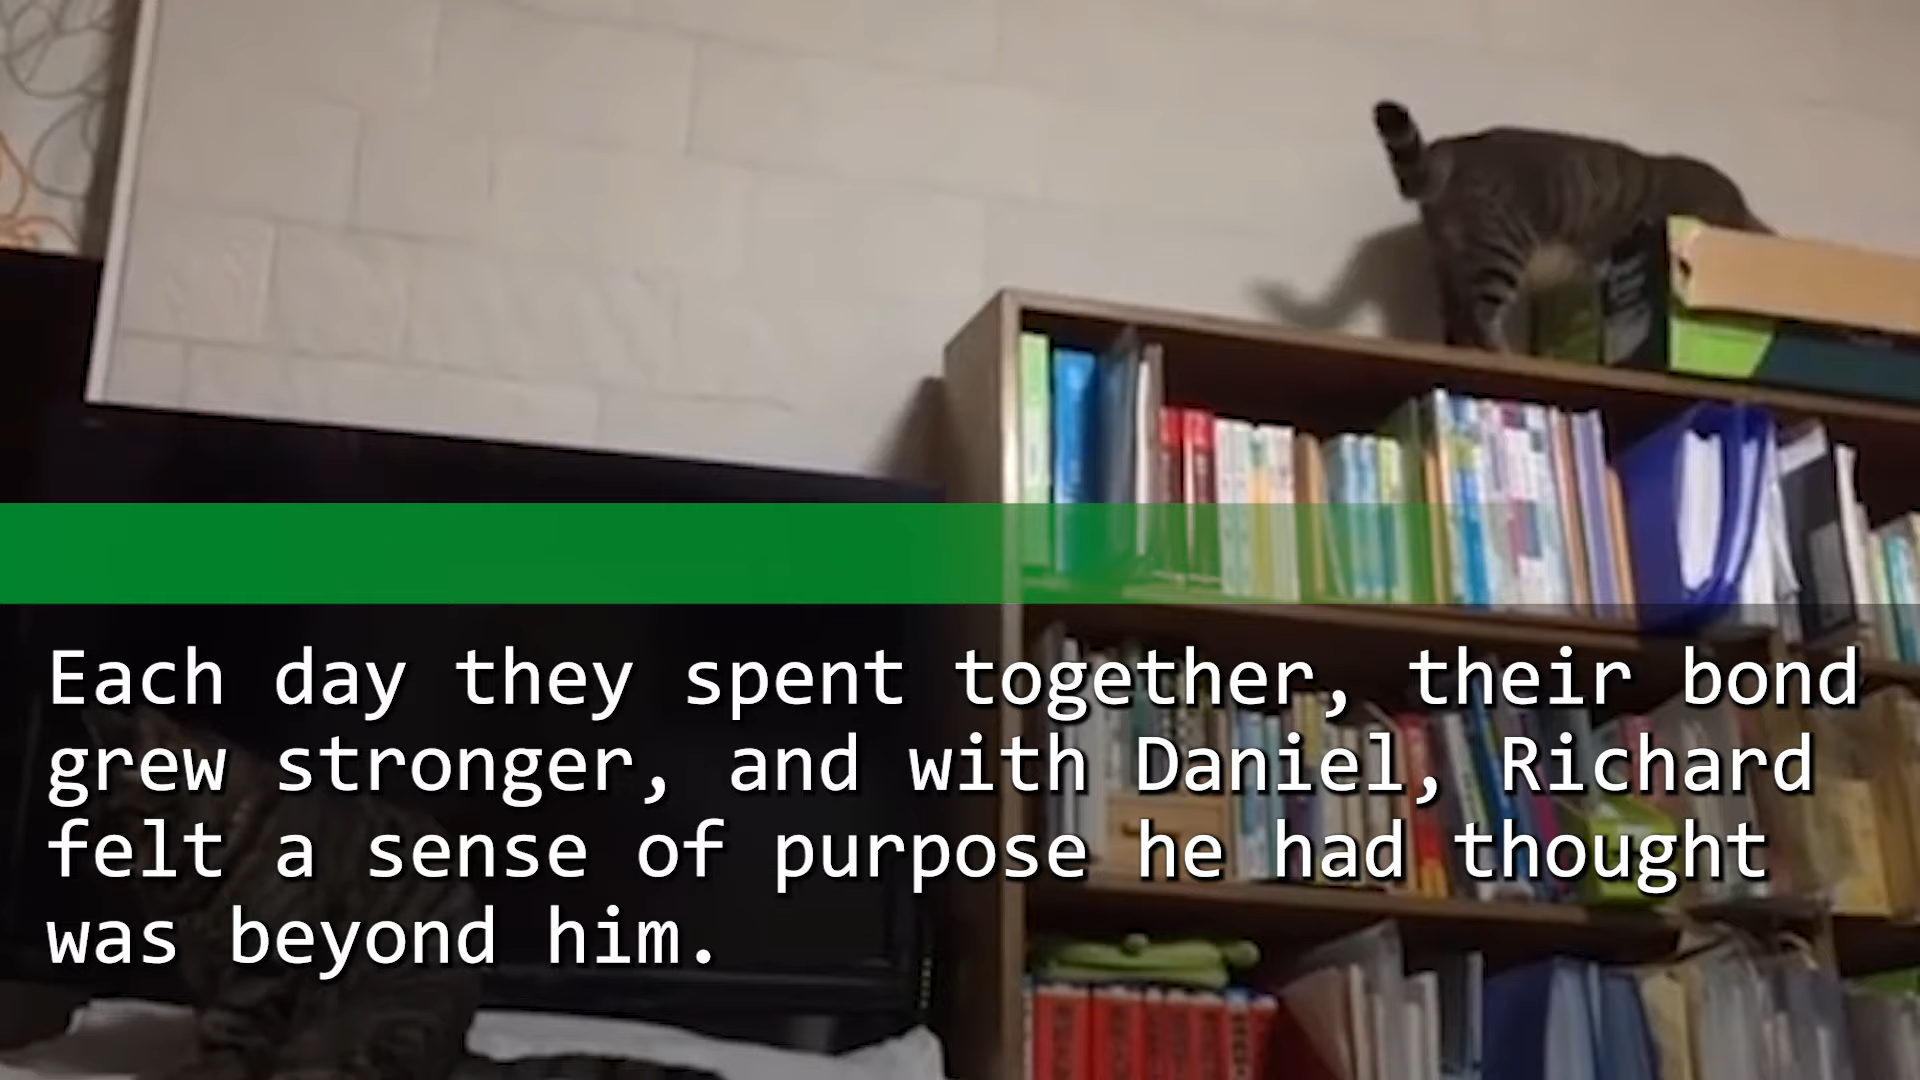 Each day they spent together, their bond
grew stronger, and with Daniel, Richard
felt a sense of purpose he had thought
was beyond him.